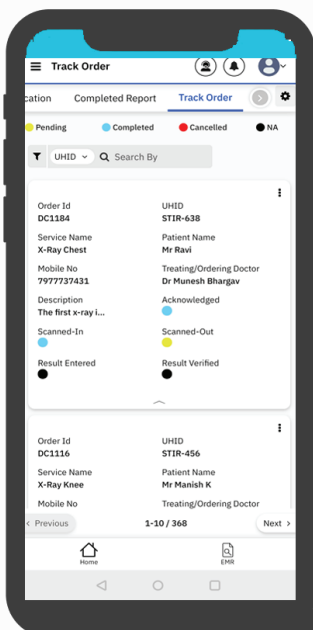 Track Order
cation Completed Report Track Order
Pending Completed Cancelled NA
UHID Search By
Order Id UHID
DC1184 STIR-638
Service Name Patient Name
X-Ray Chest Mr Ravi
Mobile No Treating/Ordering Doctor
7977737431 Dr Munesh Bhargav
Description Acknowledged
The first x-ray i...
Scanned-In Scanned-Out
Result Entered Result Verified
Order Id UHID
DC1116 STIR-456
Service Name Patient Name
X-Ray Knee Mr Manish K
Mobile No Treating/Ordering Doctor
< Previous 1-10 / 368 Next >
Home EMR